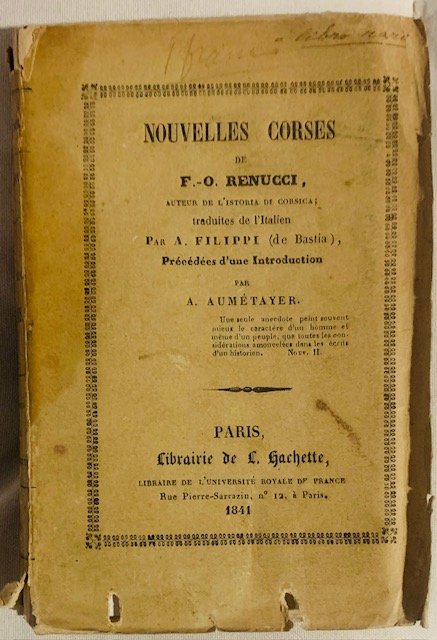 libro raro
NOUVELLES CORSES
DE
F.-O. RENUCCI,
AUTEUR DE L'ISTORIA DI CORSICA;
traduites de l'Italien
PAR A. FILIPPI (de Bastia),
Précédées d'une Introduction
PAR
A. AUMÉTAYER.
Une seule anecdote peint souvent
mieux le caractère d'un homme et
même d'un peuple, que toutes les con-
sidérations amoncelées dans les écrits
d'un historien. Nouv. II.
PARIS,
Librairie de L. Hachette,
LIBRAIRE DE L'UNIVERSITÉ ROYALE DE FRANCE
Rue Pierre-Sarrazin, n° 12, à Paris.
1841